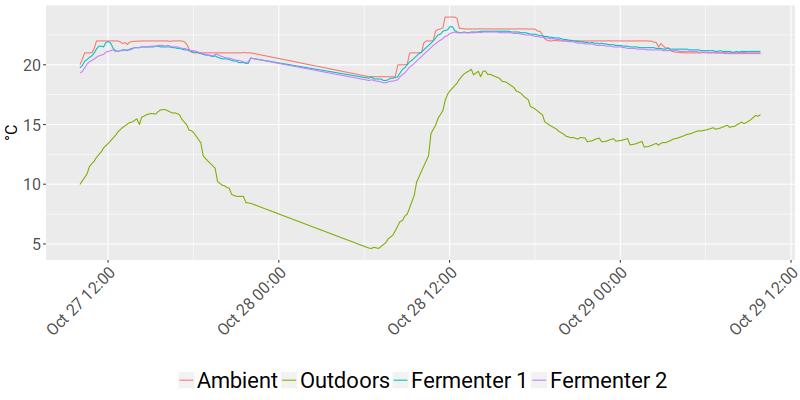 °C
20
15
10
5
Oct 27 12:00
Oct 28 00:00
Oct 28 12:00
Oct 29 00:00
Oct 29 12:00
Ambient Outdoors Fermenter 1 Fermenter 2